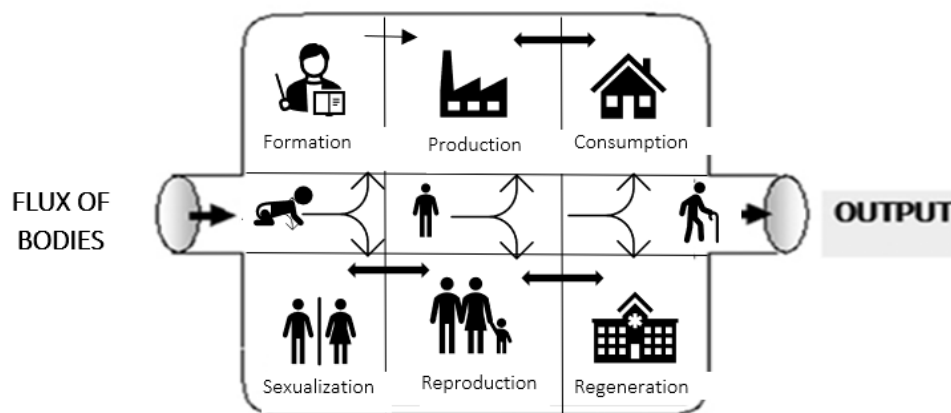 Formation
Production
Consumption
FLUX OF
BODIES
OUTPUT
Sexualization
Reproduction
Regeneration